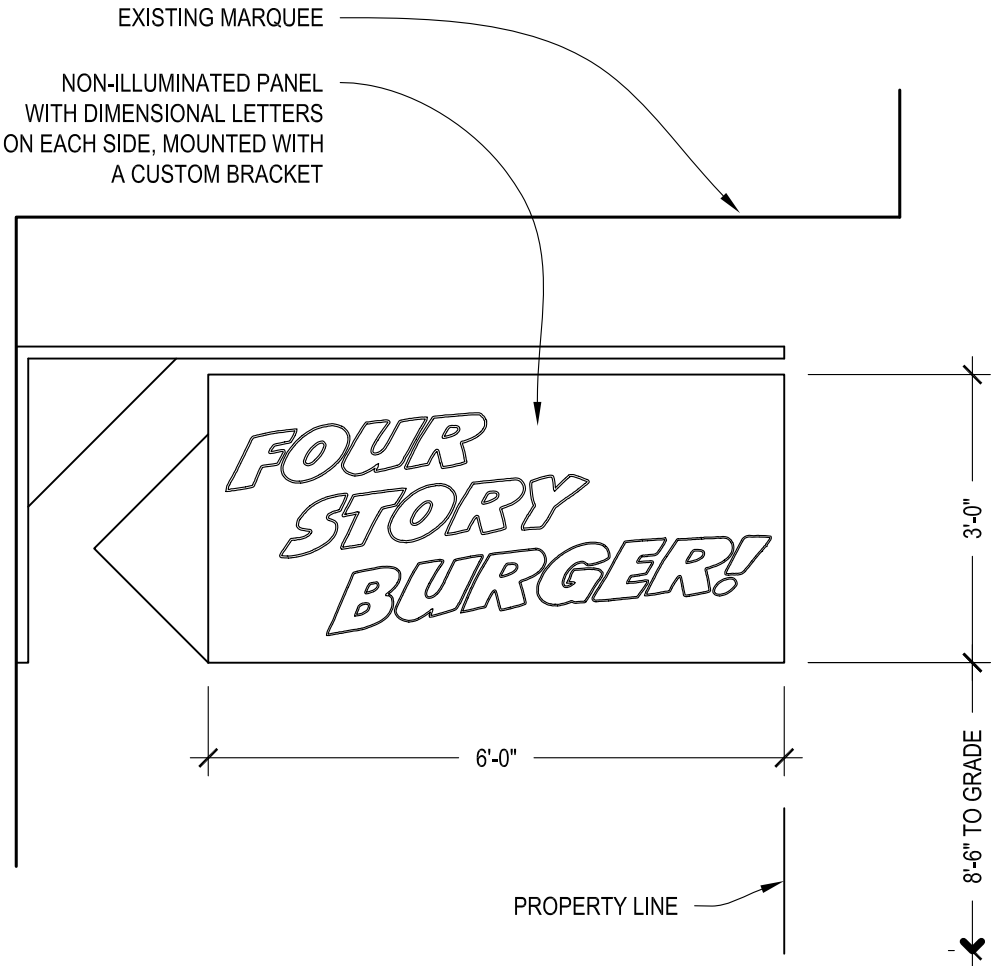 EXISTING MARQUEE
NON-ILLUMINATED PANEL
WITH DIMENSIONAL LETTERS
ON EACH SIDE, MOUNTED WITH
A CUSTOM BRACKET
FOUR
STORY
BURGER!
3'-0"
6'-0"
8'-6" TO GRADE
PROPERTY LINE